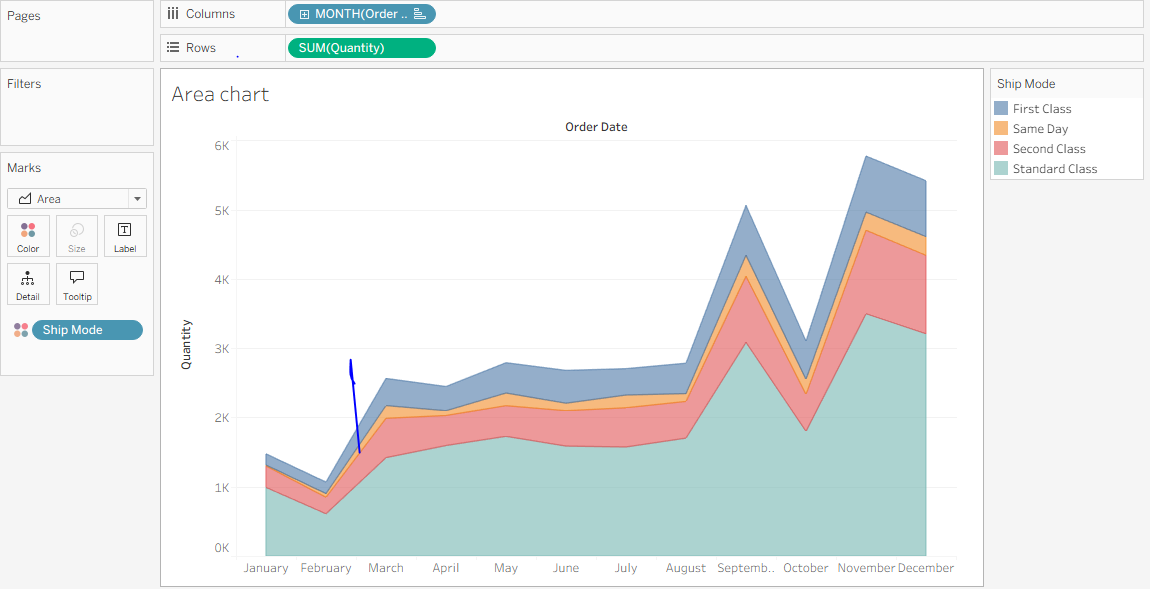 Pages
Columns
MONTH(Order ..
Rows
SUM(Quantity)
Filters
Marks
Area
Color
Size
Label
Detail
Tooltip
Ship Mode
Area chart
Order Date
6K
5K
4K
3K
2K
1K
0K
Quantity
January February March April May June July August Septemb.. October November December
Ship Mode
First Class
Same Day
Second Class
Standard Class